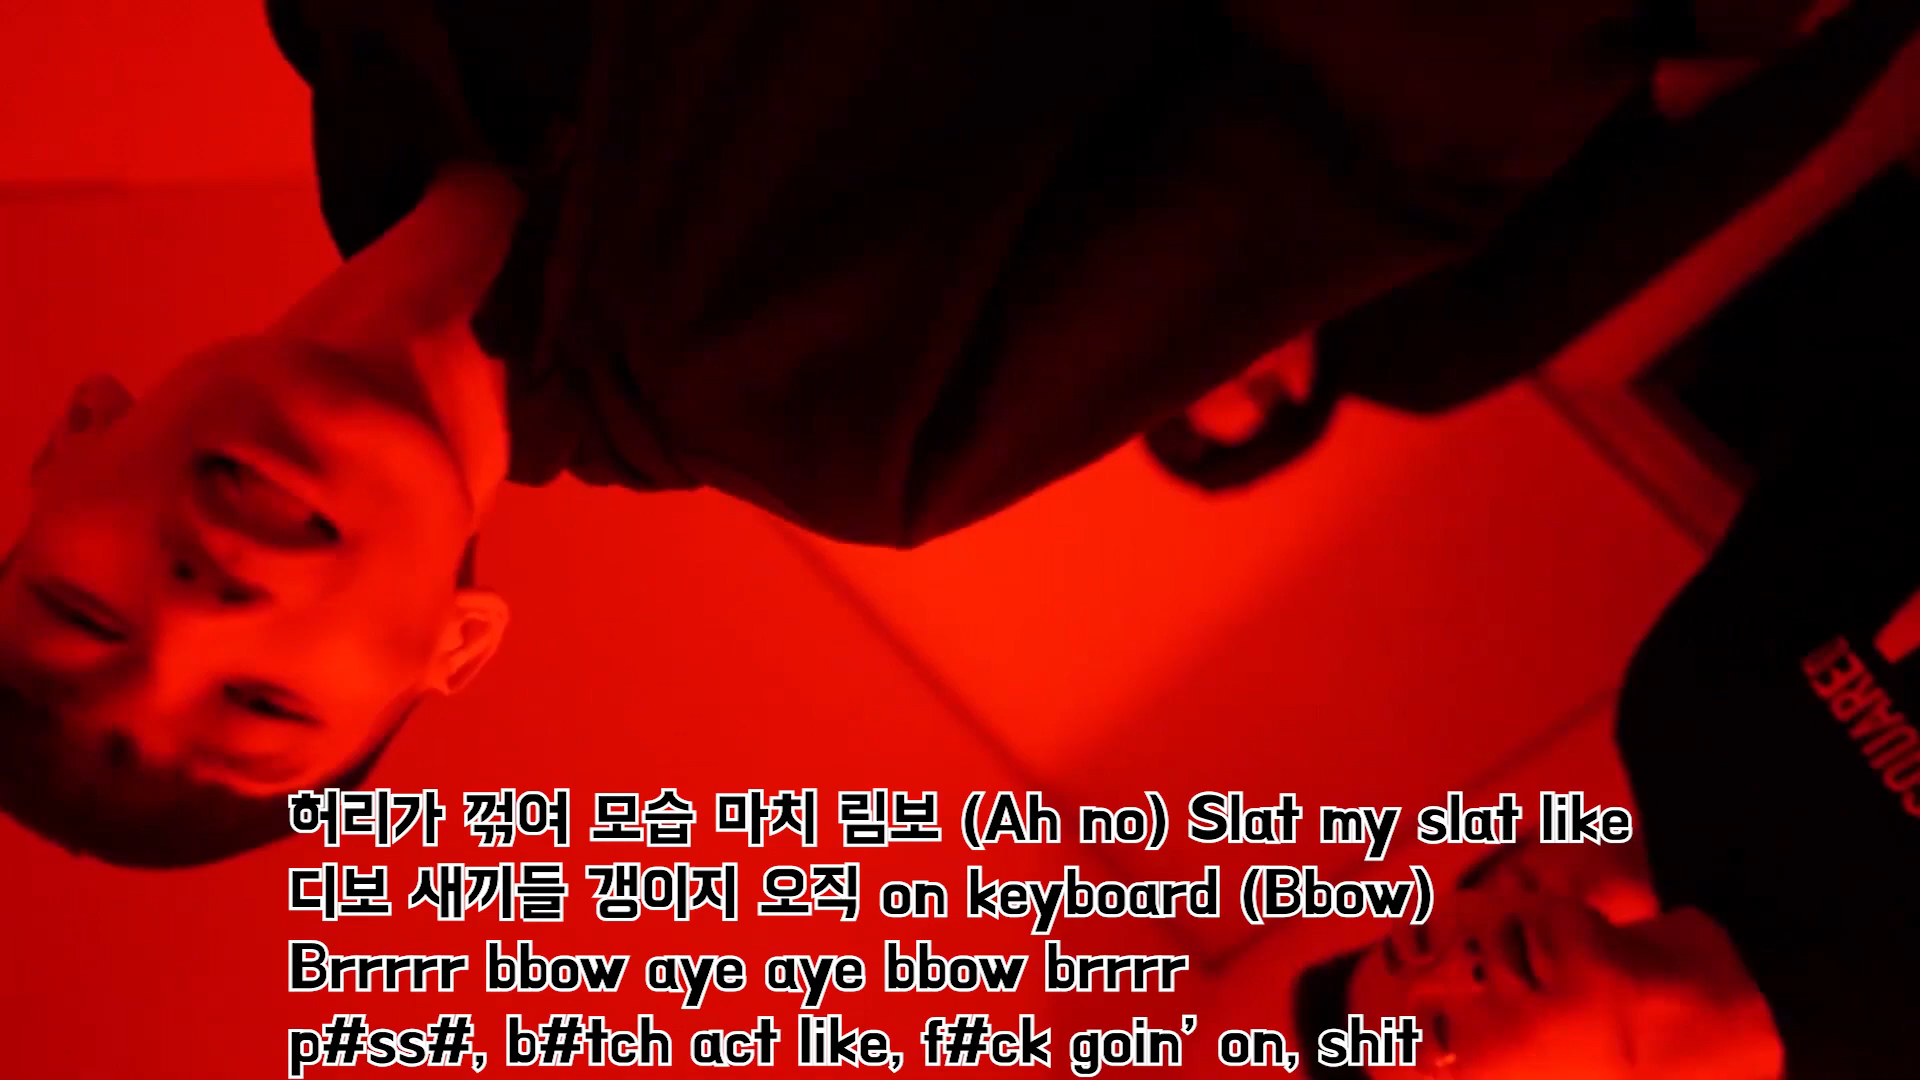 허리가 꺾여 모습 마치 림보 (Ah no) Slat my slat like
디보 새끼들 갱이지 오직 on keyboard (Bbow)
Brrrrr bbow aye aye bbow brrrr
p#ss#, b#tch act like, f#ck goin' on, shit